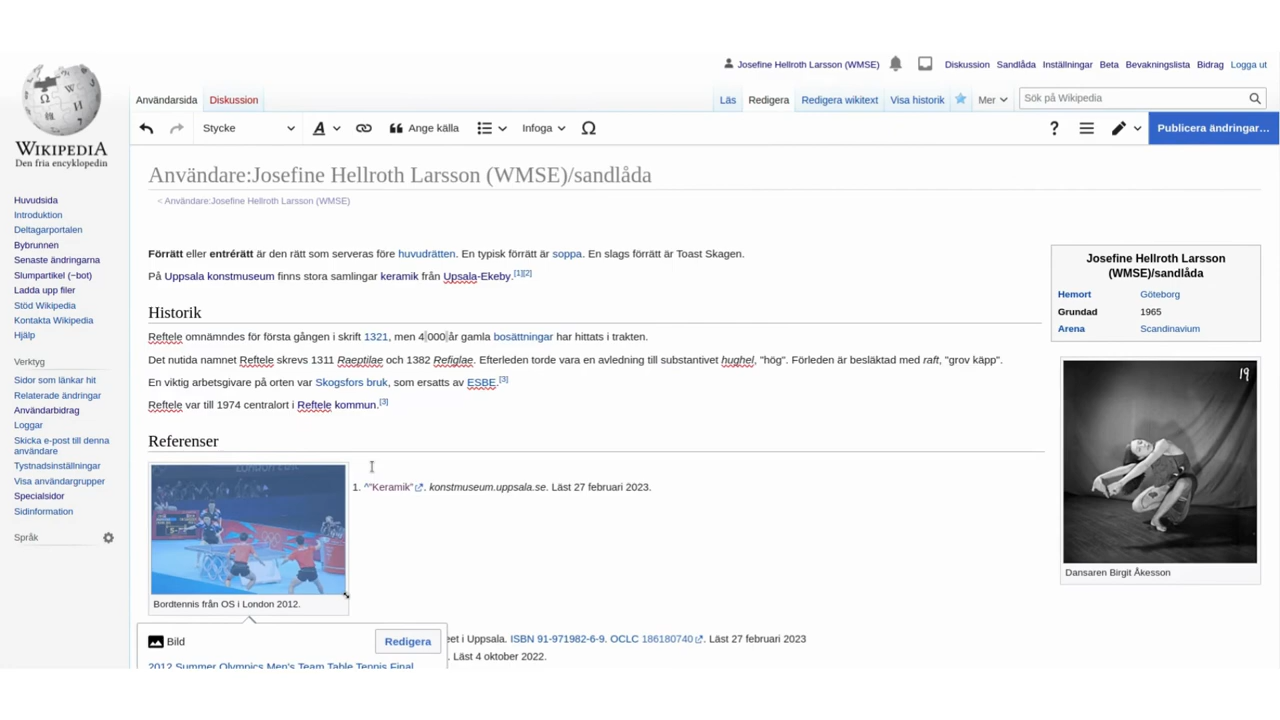 Josefine Hellroth Larsson (WMSE) Diskussion Sandlåda Inställningar Beta Bevakningslista Bidrag Logga ut
Användarsida Diskussion Läs Redigera Redigera wikitext Visa historik Mer Sök på Wikipedia
Stycke A Ange källa Infoga Ω ? Publicera ändringar…
WIKIPEDIA
Den fria encyklopedin
Huvudsida
Introduktion
Deltagarportalen
Bybrunnen
Senaste ändringarna
Slumpartikel (−bot)
Ladda upp filer
Stöd Wikipedia
Kontakta Wikipedia
Hjälp
Verktyg
Sidor som länkar hit
Relaterade ändringar
Användarbidrag
Loggar
Skicka e-post till denna
användare
Tystnadsinställningar
Visa användargrupper
Specialsidor
Sidinformation
Språk
Användare:Josefine Hellroth Larsson (WMSE)/sandlåda
< Användare:Josefine Hellroth Larsson (WMSE)
Förrätt eller entrérätt är den rätt som serveras före huvudrätten. En typisk förrätt är soppa. En slags förrätt är Toast Skagen.
På Uppsala konstmuseum finns stora samlingar keramik från Upsala-Ekeby.[1][2]
Historik
Reftele omnämndes för första gången i skrift 1321, men 4 000 år gamla bosättningar har hittats i trakten.
Det nutida namnet Reftele skrevs 1311 Raeptilae och 1382 Refiglae. Efterleden torde vara en avledning till substantivet hughel, "hög". Förleden är besläktad med raft, "grov käpp".
En viktig arbetsgivare på orten var Skogsfors bruk, som ersatts av ESBE.[3]
Reftele var till 1974 centralort i Reftele kommun.[3]
Referenser
1. ^"Keramik". konstmuseum.uppsala.se. Läst 27 februari 2023.
Bordtennis från OS i London 2012.
Bild Redigera
2012 Summer Olympics Men's Team Table Tennis Final
eet i Uppsala. ISBN 91-971982-6-9. OCLC 186180740. Läst 27 februari 2023
. Läst 4 oktober 2022.
Josefine Hellroth Larsson
(WMSE)/sandlåda
Hemort Göteborg
Grundad 1965
Arena Scandinavium
19
Dansaren Birgit Åkesson